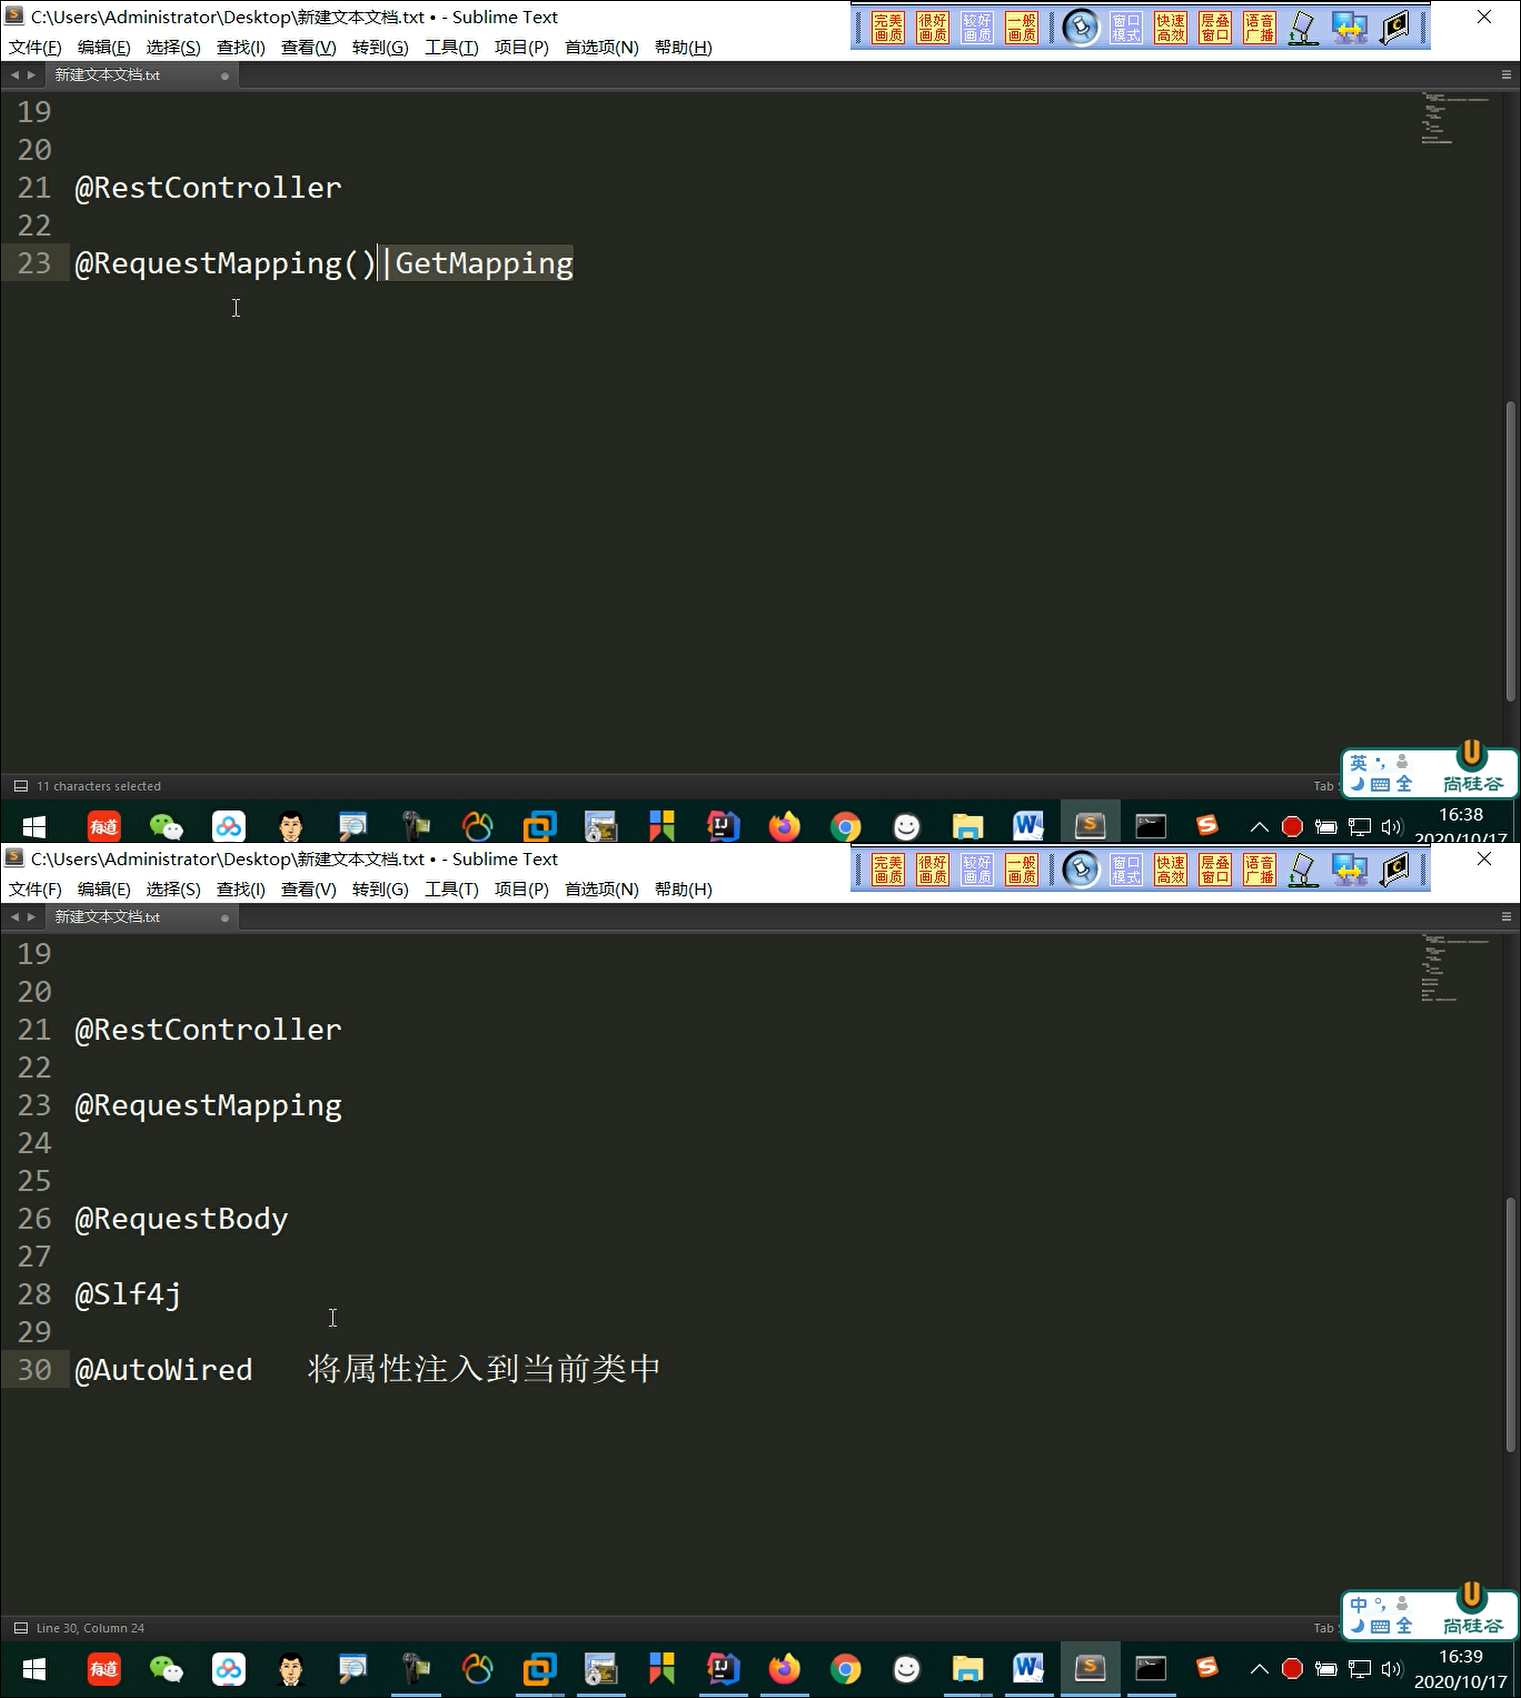 C:\Users\Administrator\Desktop\新建文本文档.txt • - Sublime Text
完美画质 很好画质 较好画质 一般画质 窗口模式 快速高效 层叠窗口 语音广播
文件(F) 编辑(E) 选择(S) 查找(I) 查看(V) 转到(G) 工具(T) 项目(P) 首选项(N) 帮助(H)
新建文本文档.txt
19
20
21 @RestController
22
23 @RequestMapping()|GetMapping
英
全 尚硅谷
11 characters selected
Tab
有道
16:38
2020/10/17
C:\Users\Administrator\Desktop\新建文本文档.txt • - Sublime Text
完美画质 很好画质 较好画质 一般画质 窗口模式 快速高效 层叠窗口 语音广播
文件(F) 编辑(E) 选择(S) 查找(I) 查看(V) 转到(G) 工具(T) 项目(P) 首选项(N) 帮助(H)
新建文本文档.txt
19
20
21 @RestController
22
23 @RequestMapping
24
25
26 @RequestBody
27
28 @Slf4j
29
30 @AutoWired 将属性注入到当前类中
中
全 尚硅谷
Line 30, Column 24
Tab
有道
16:39
2020/10/17